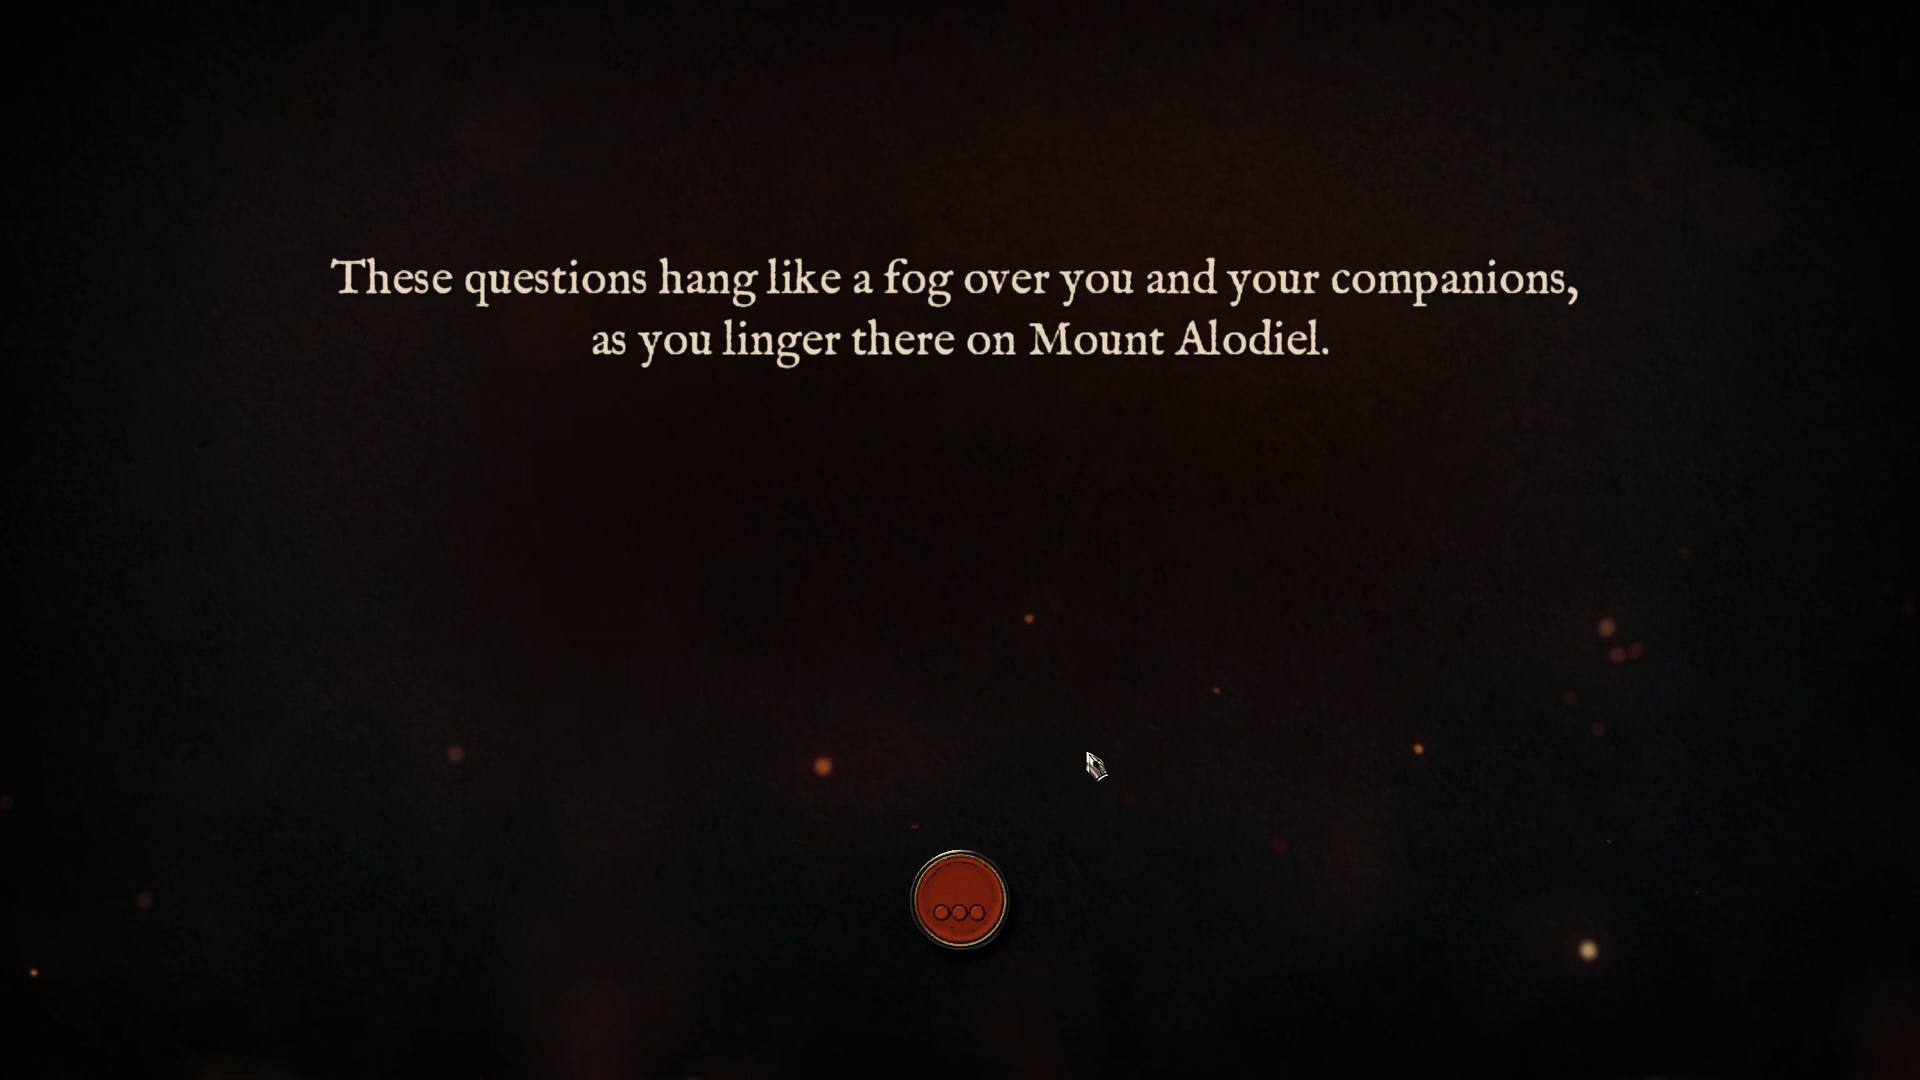 These questions hang like a fog over you and your companions,
as you linger there on Mount Alodiel.